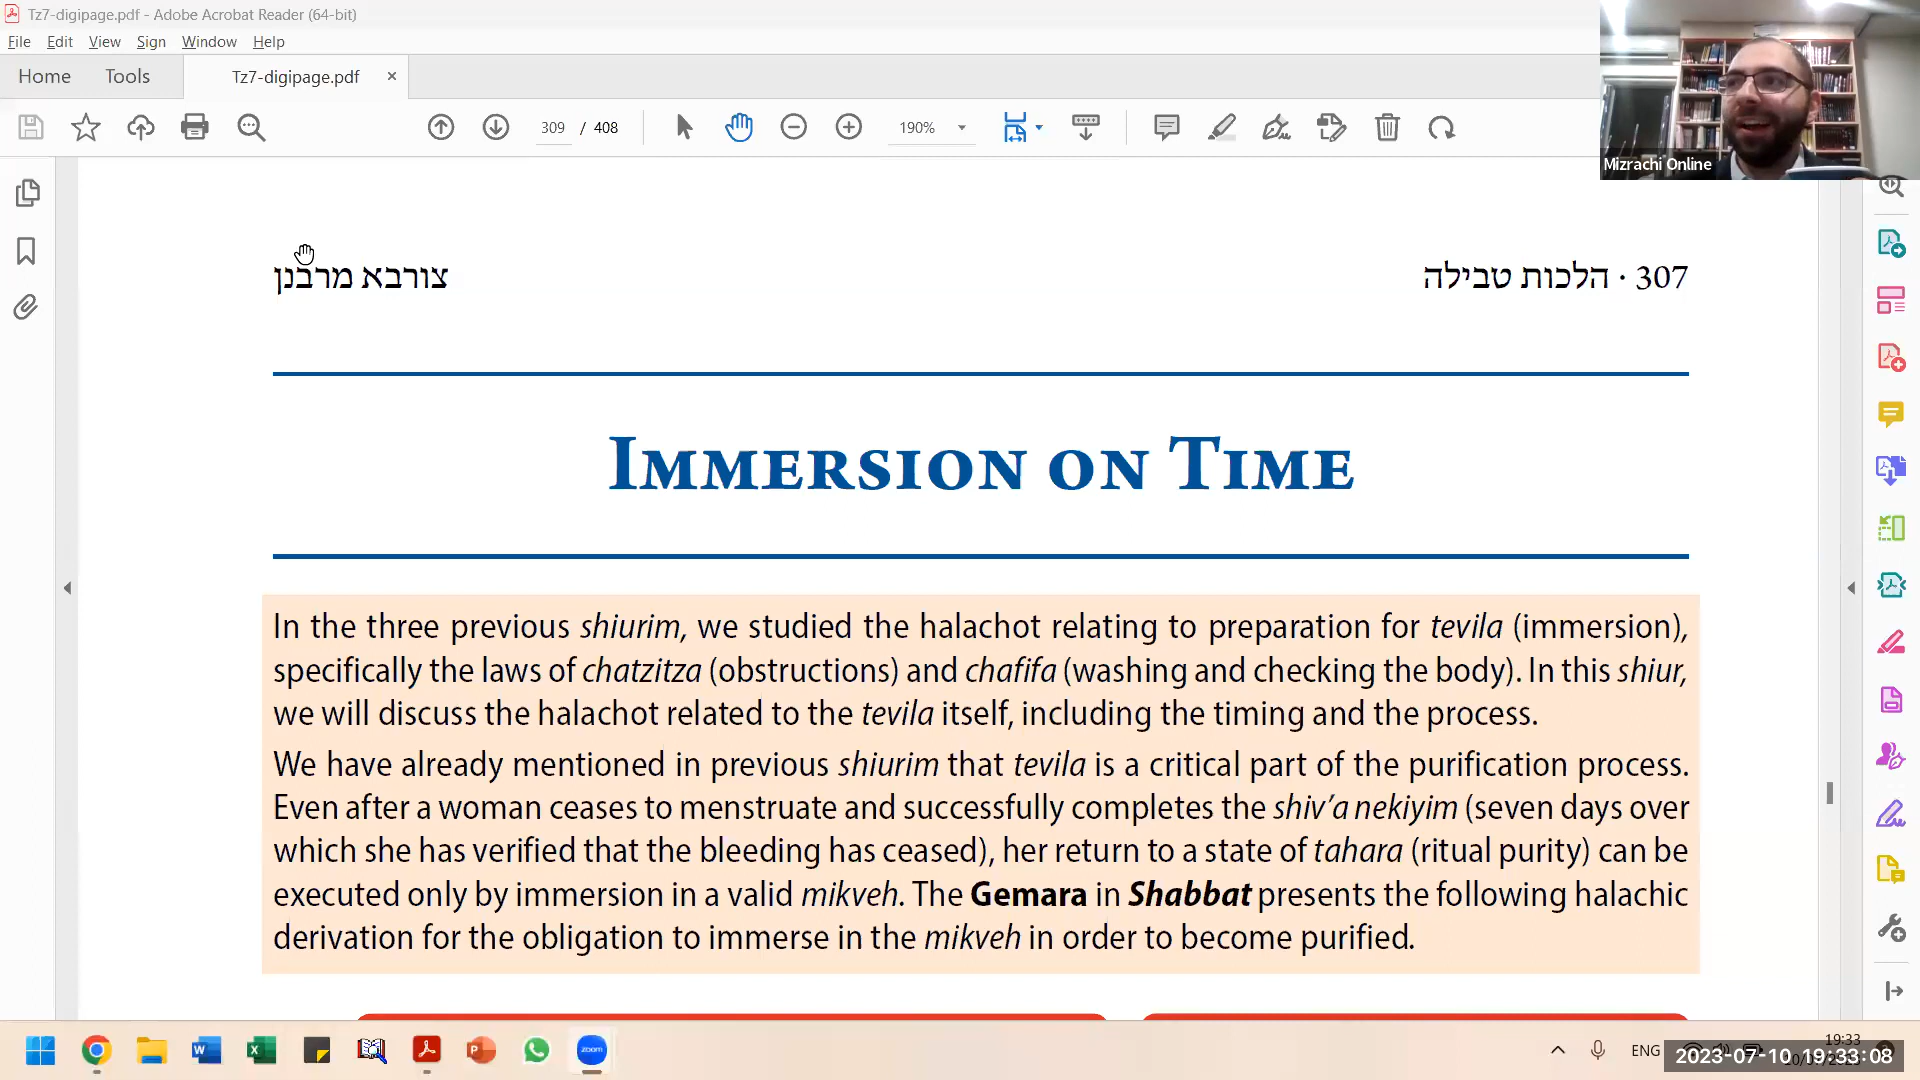 Tz7-digipage.pdf - Adobe Acrobat Reader (64-bit)
File Edit View Sign Window Help
Home Tools Tz7-digipage.pdf ×
309 / 408 190%
Mizrachi Online
צורבא מרבנן
307 · הלכות טבילה
IMMERSION ON TIME
In the three previous shiurim, we studied the halachot relating to preparation for tevila (immersion),
specifically the laws of chatzitza (obstructions) and chafifa (washing and checking the body). In this shiur,
we will discuss the halachot related to the tevila itself, including the timing and the process.
We have already mentioned in previous shiurim that tevila is a critical part of the purification process.
Even after a woman ceases to menstruate and successfully completes the shiv’a nekiyim (seven days over
which she has verified that the bleeding has ceased), her return to a state of tahara (ritual purity) can be
executed only by immersion in a valid mikveh. The Gemara in Shabbat presents the following halachic
derivation for the obligation to immerse in the mikveh in order to become purified.
zoom
ENG
19:33
2023-07-10 19:33:08